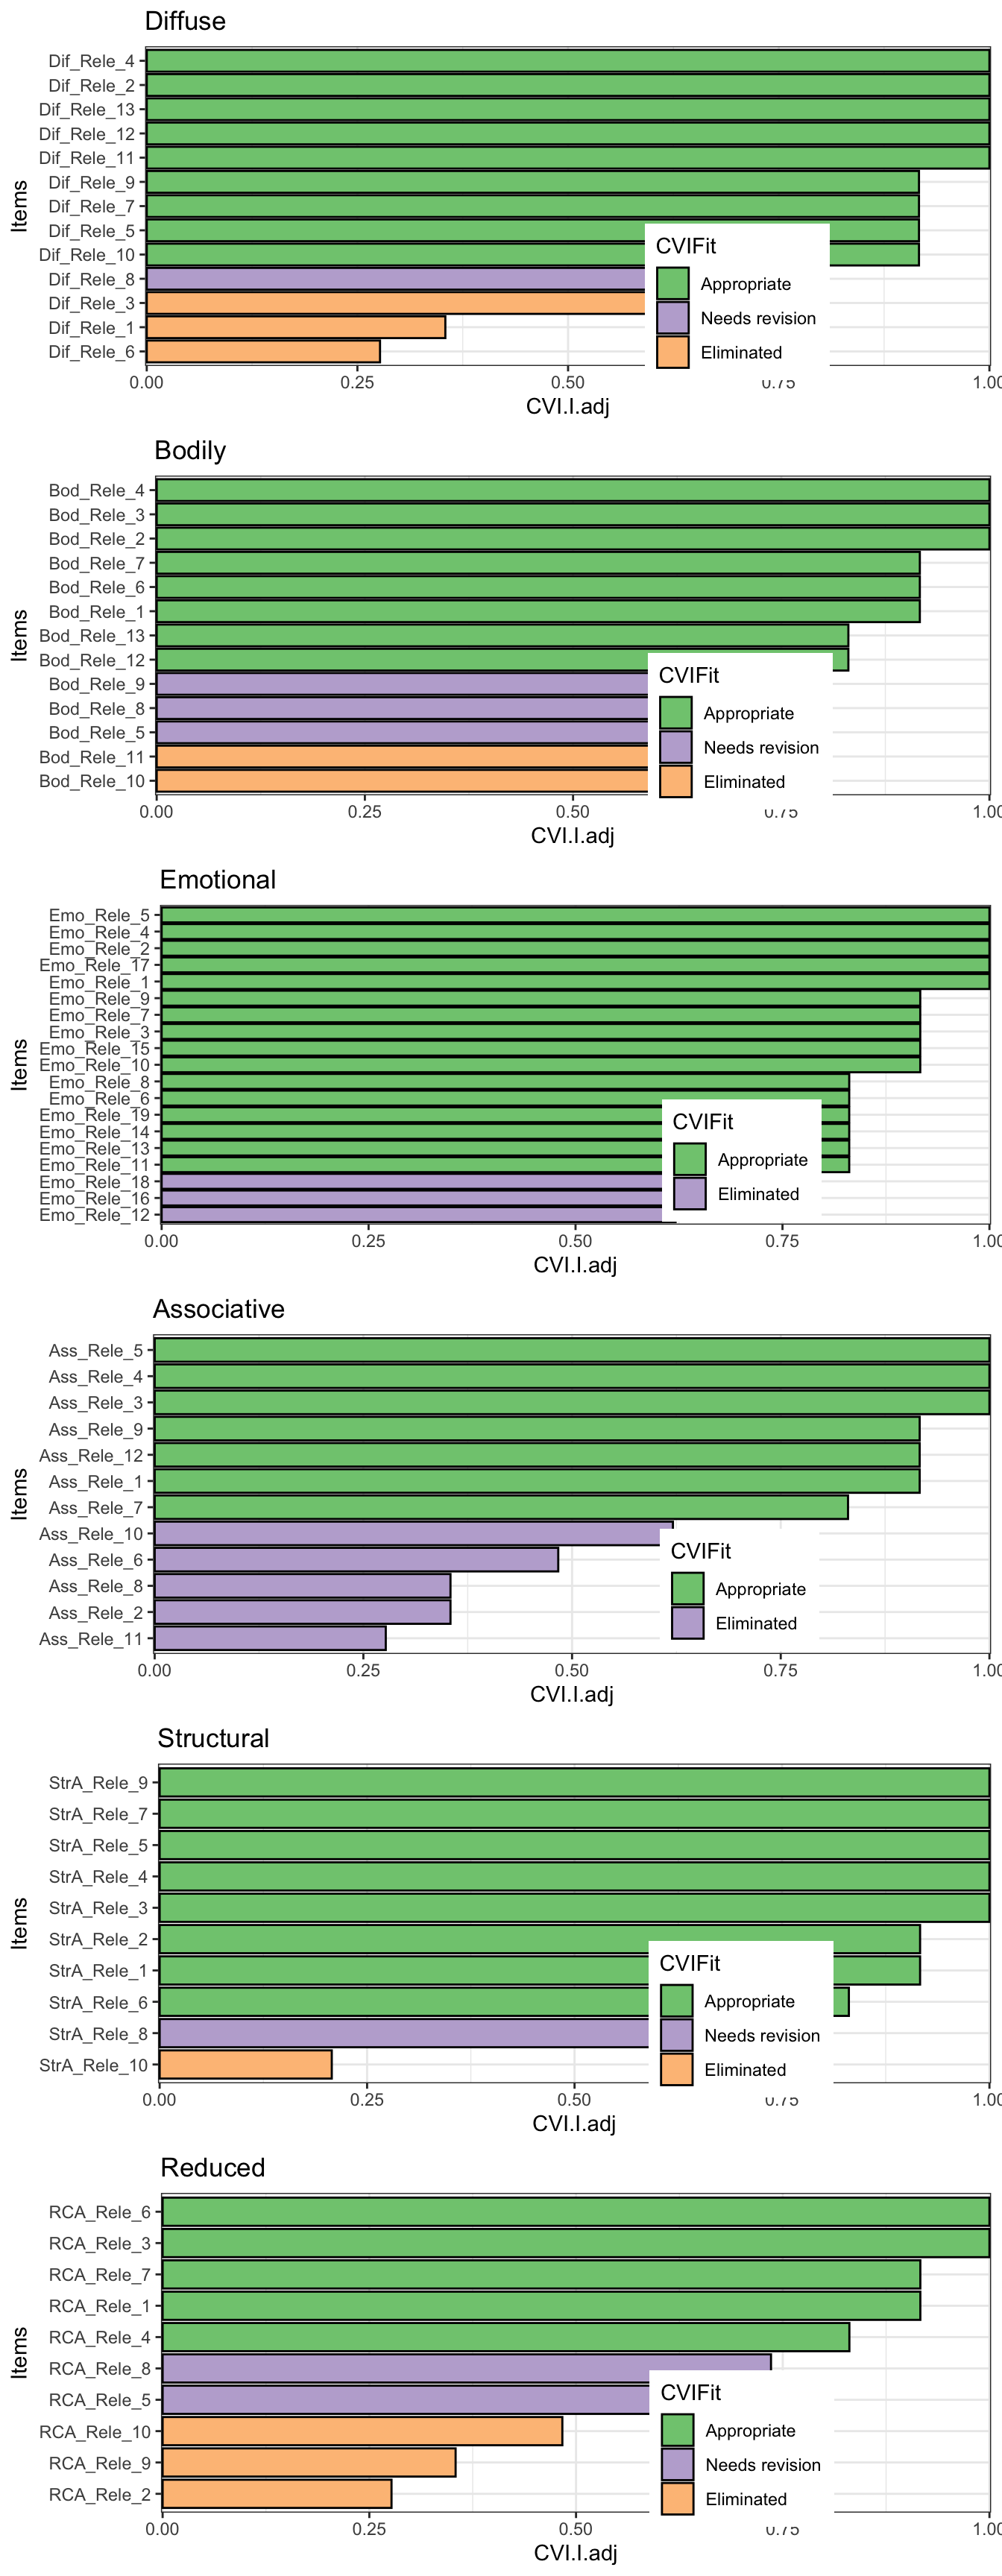 Diffuse
Items
Dif_Rele_4
Dif_Rele_2
Dif_Rele_13
Dif_Rele_12
Dif_Rele_11
Dif_Rele_9
Dif_Rele_7
Dif_Rele_5
Dif_Rele_10
Dif_Rele_8
Dif_Rele_3
Dif_Rele_1
Dif_Rele_6
CVIFit
Appropriate
Needs revision
Eliminated
0.00 0.25 0.50 0.75 1.00
CVI.I.adj
Bodily
Items
Bod_Rele_4
Bod_Rele_3
Bod_Rele_2
Bod_Rele_7
Bod_Rele_6
Bod_Rele_1
Bod_Rele_13
Bod_Rele_12
Bod_Rele_9
Bod_Rele_8
Bod_Rele_5
Bod_Rele_11
Bod_Rele_10
CVIFit
Appropriate
Needs revision
Eliminated
0.00 0.25 0.50 0.75 1.00
CVI.I.adj
Emotional
Items
Emo_Rele_5
Emo_Rele_4
Emo_Rele_2
Emo_Rele_17
Emo_Rele_1
Emo_Rele_9
Emo_Rele_7
Emo_Rele_3
Emo_Rele_15
Emo_Rele_10
Emo_Rele_8
Emo_Rele_6
Emo_Rele_19
Emo_Rele_14
Emo_Rele_13
Emo_Rele_11
Emo_Rele_18
Emo_Rele_16
Emo_Rele_12
CVIFit
Appropriate
Eliminated
0.00 0.25 0.50 0.75 1.00
CVI.I.adj
Associative
Items
Ass_Rele_5
Ass_Rele_4
Ass_Rele_3
Ass_Rele_9
Ass_Rele_12
Ass_Rele_1
Ass_Rele_7
Ass_Rele_10
Ass_Rele_6
Ass_Rele_8
Ass_Rele_2
Ass_Rele_11
CVIFit
Appropriate
Eliminated
0.00 0.25 0.50 0.75 1.00
CVI.I.adj
Structural
Items
StrA_Rele_9
StrA_Rele_7
StrA_Rele_5
StrA_Rele_4
StrA_Rele_3
StrA_Rele_2
StrA_Rele_1
StrA_Rele_6
StrA_Rele_8
StrA_Rele_10
CVIFit
Appropriate
Needs revision
Eliminated
0.00 0.25 0.50 0.75 1.00
CVI.I.adj
Reduced
Items
RCA_Rele_6
RCA_Rele_3
RCA_Rele_7
RCA_Rele_1
RCA_Rele_4
RCA_Rele_8
RCA_Rele_5
RCA_Rele_10
RCA_Rele_9
RCA_Rele_2
CVIFit
Appropriate
Needs revision
Eliminated
0.00 0.25 0.50 0.75 1.00
CVI.I.adj